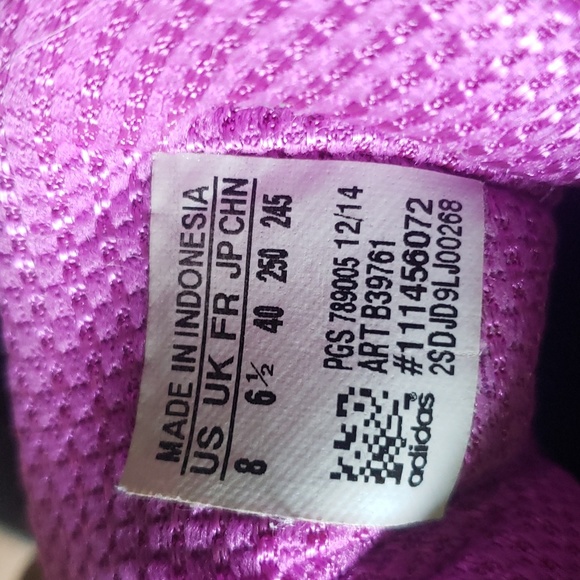 MADE IN INDONESIA
US UK FR JP CHN
8 6½ 40 250 245
PGS 789005 12/14
ART B39761
#111456072
2SDJD9LJ00268
adidas®